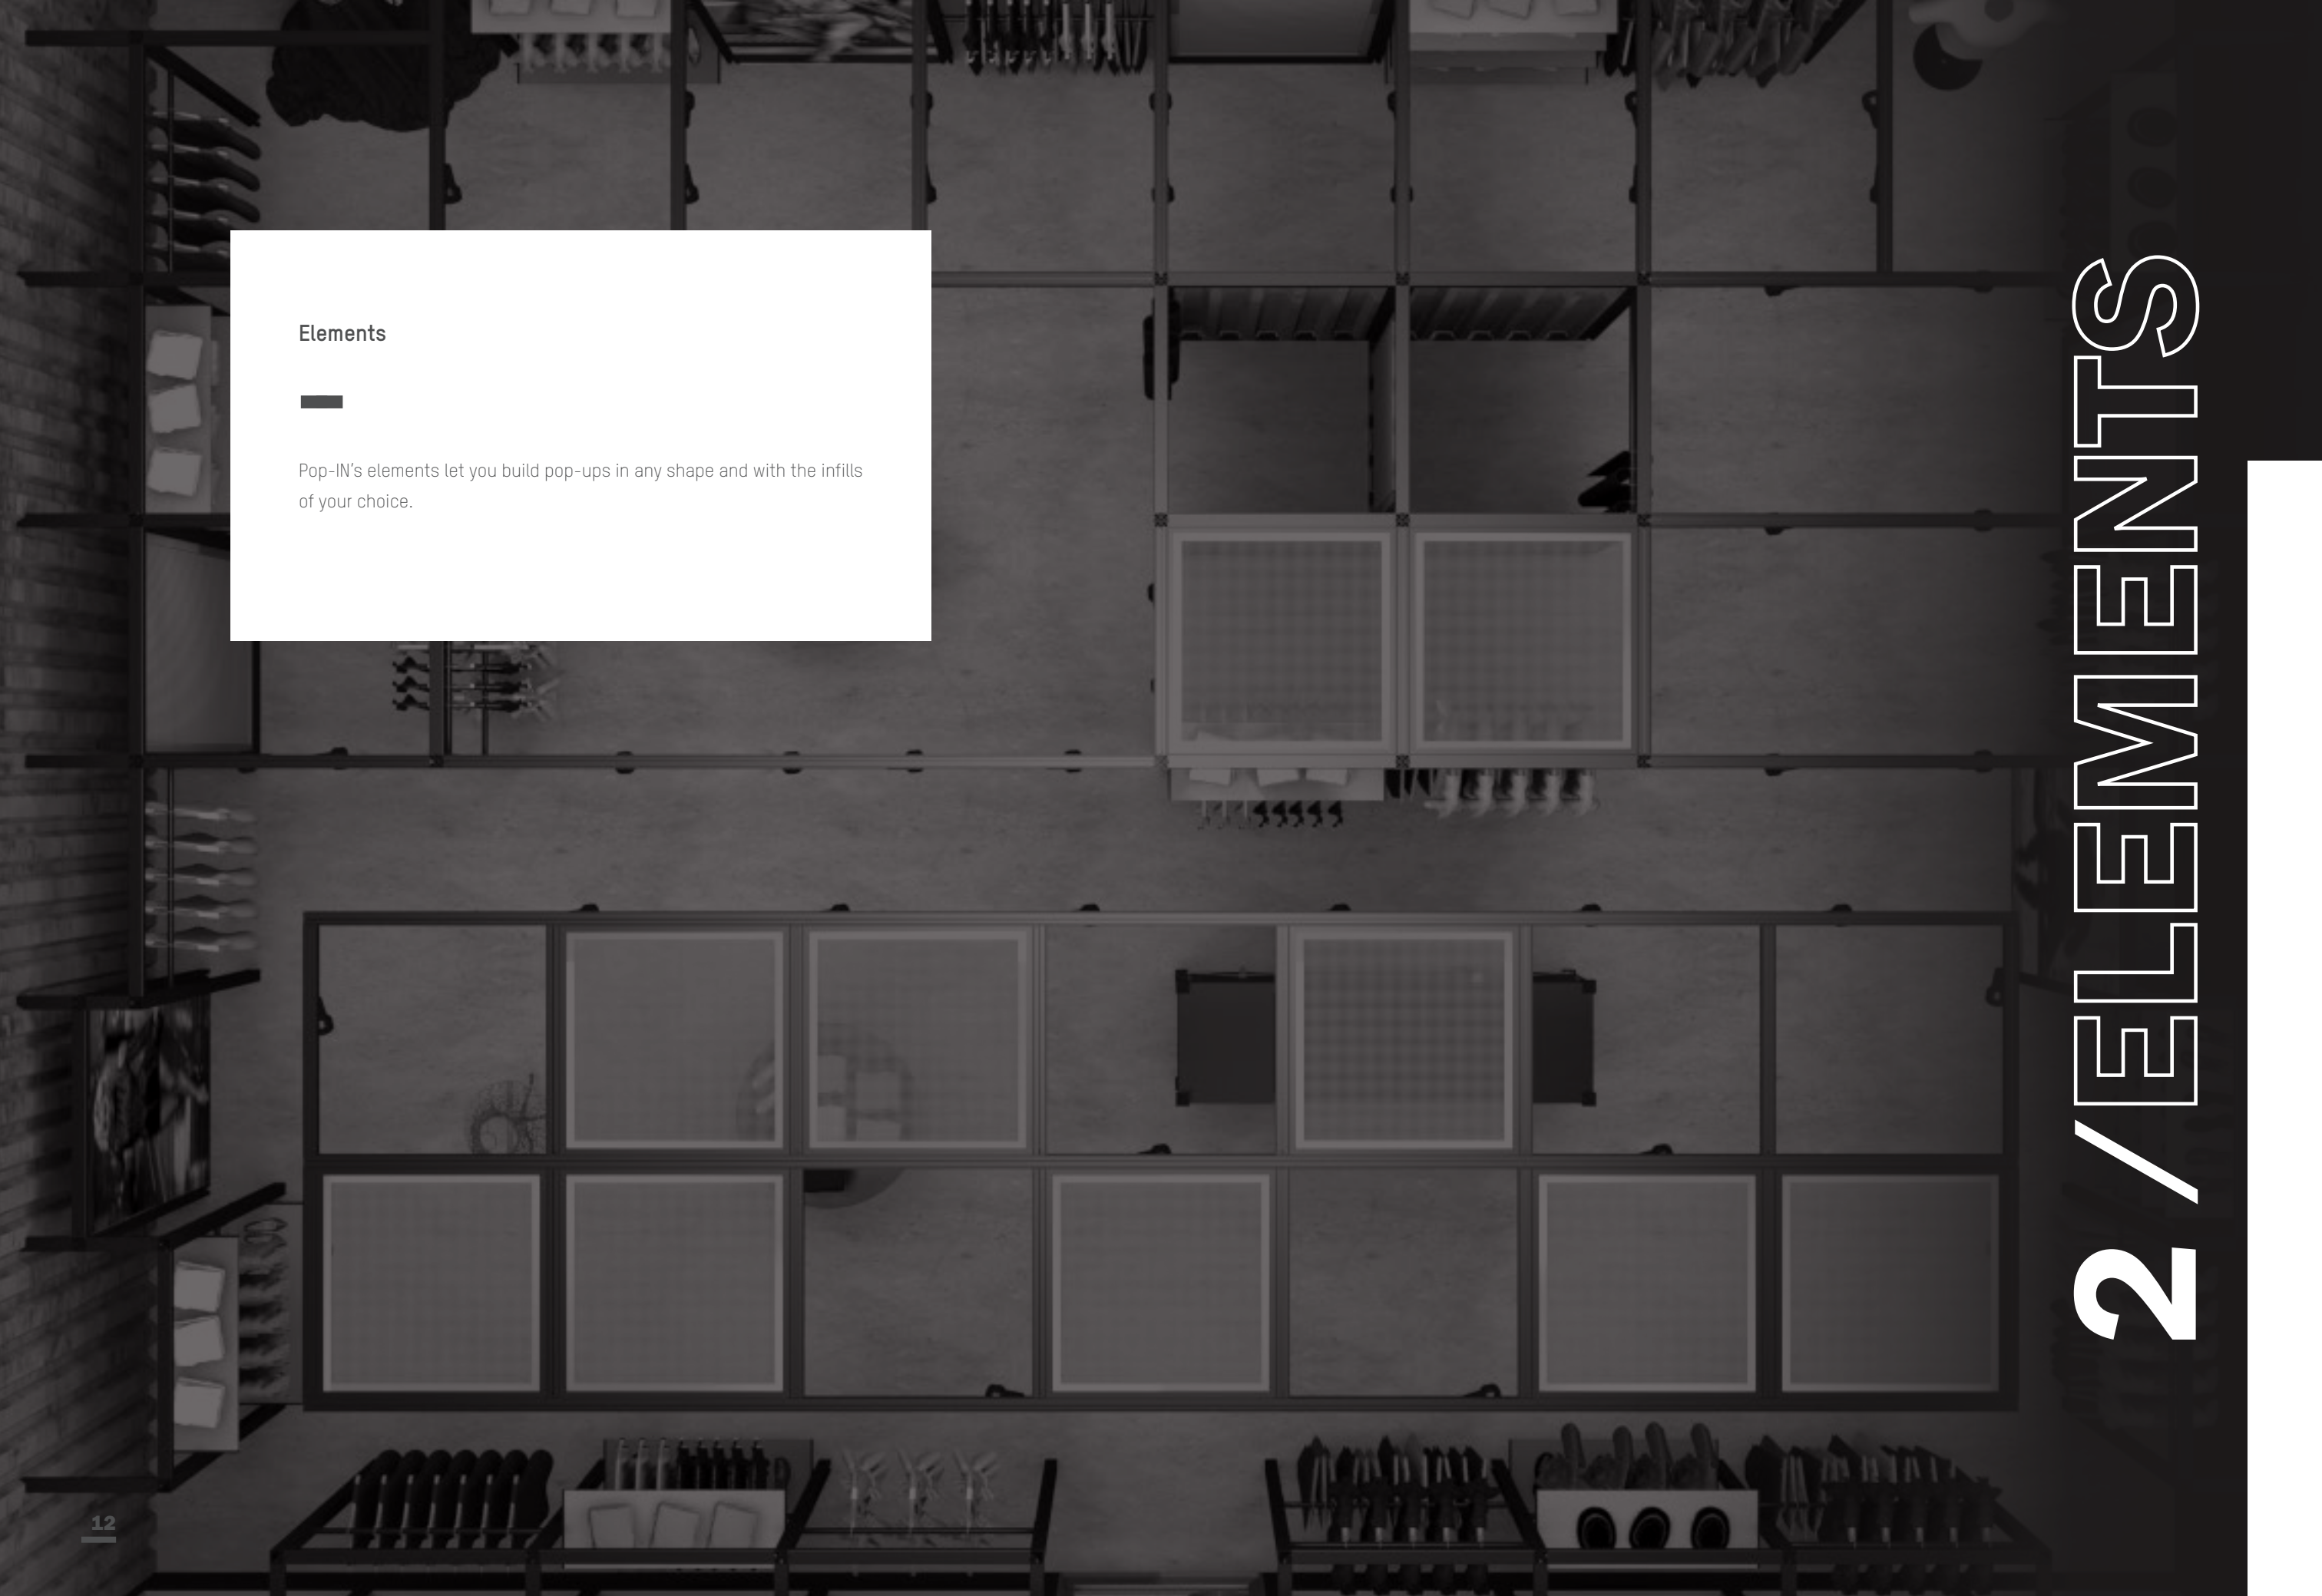 Elements
Pop-IN's elements let you build pop-ups in any shape and with the infills
of your choice.
2 / ELEMENTS
12